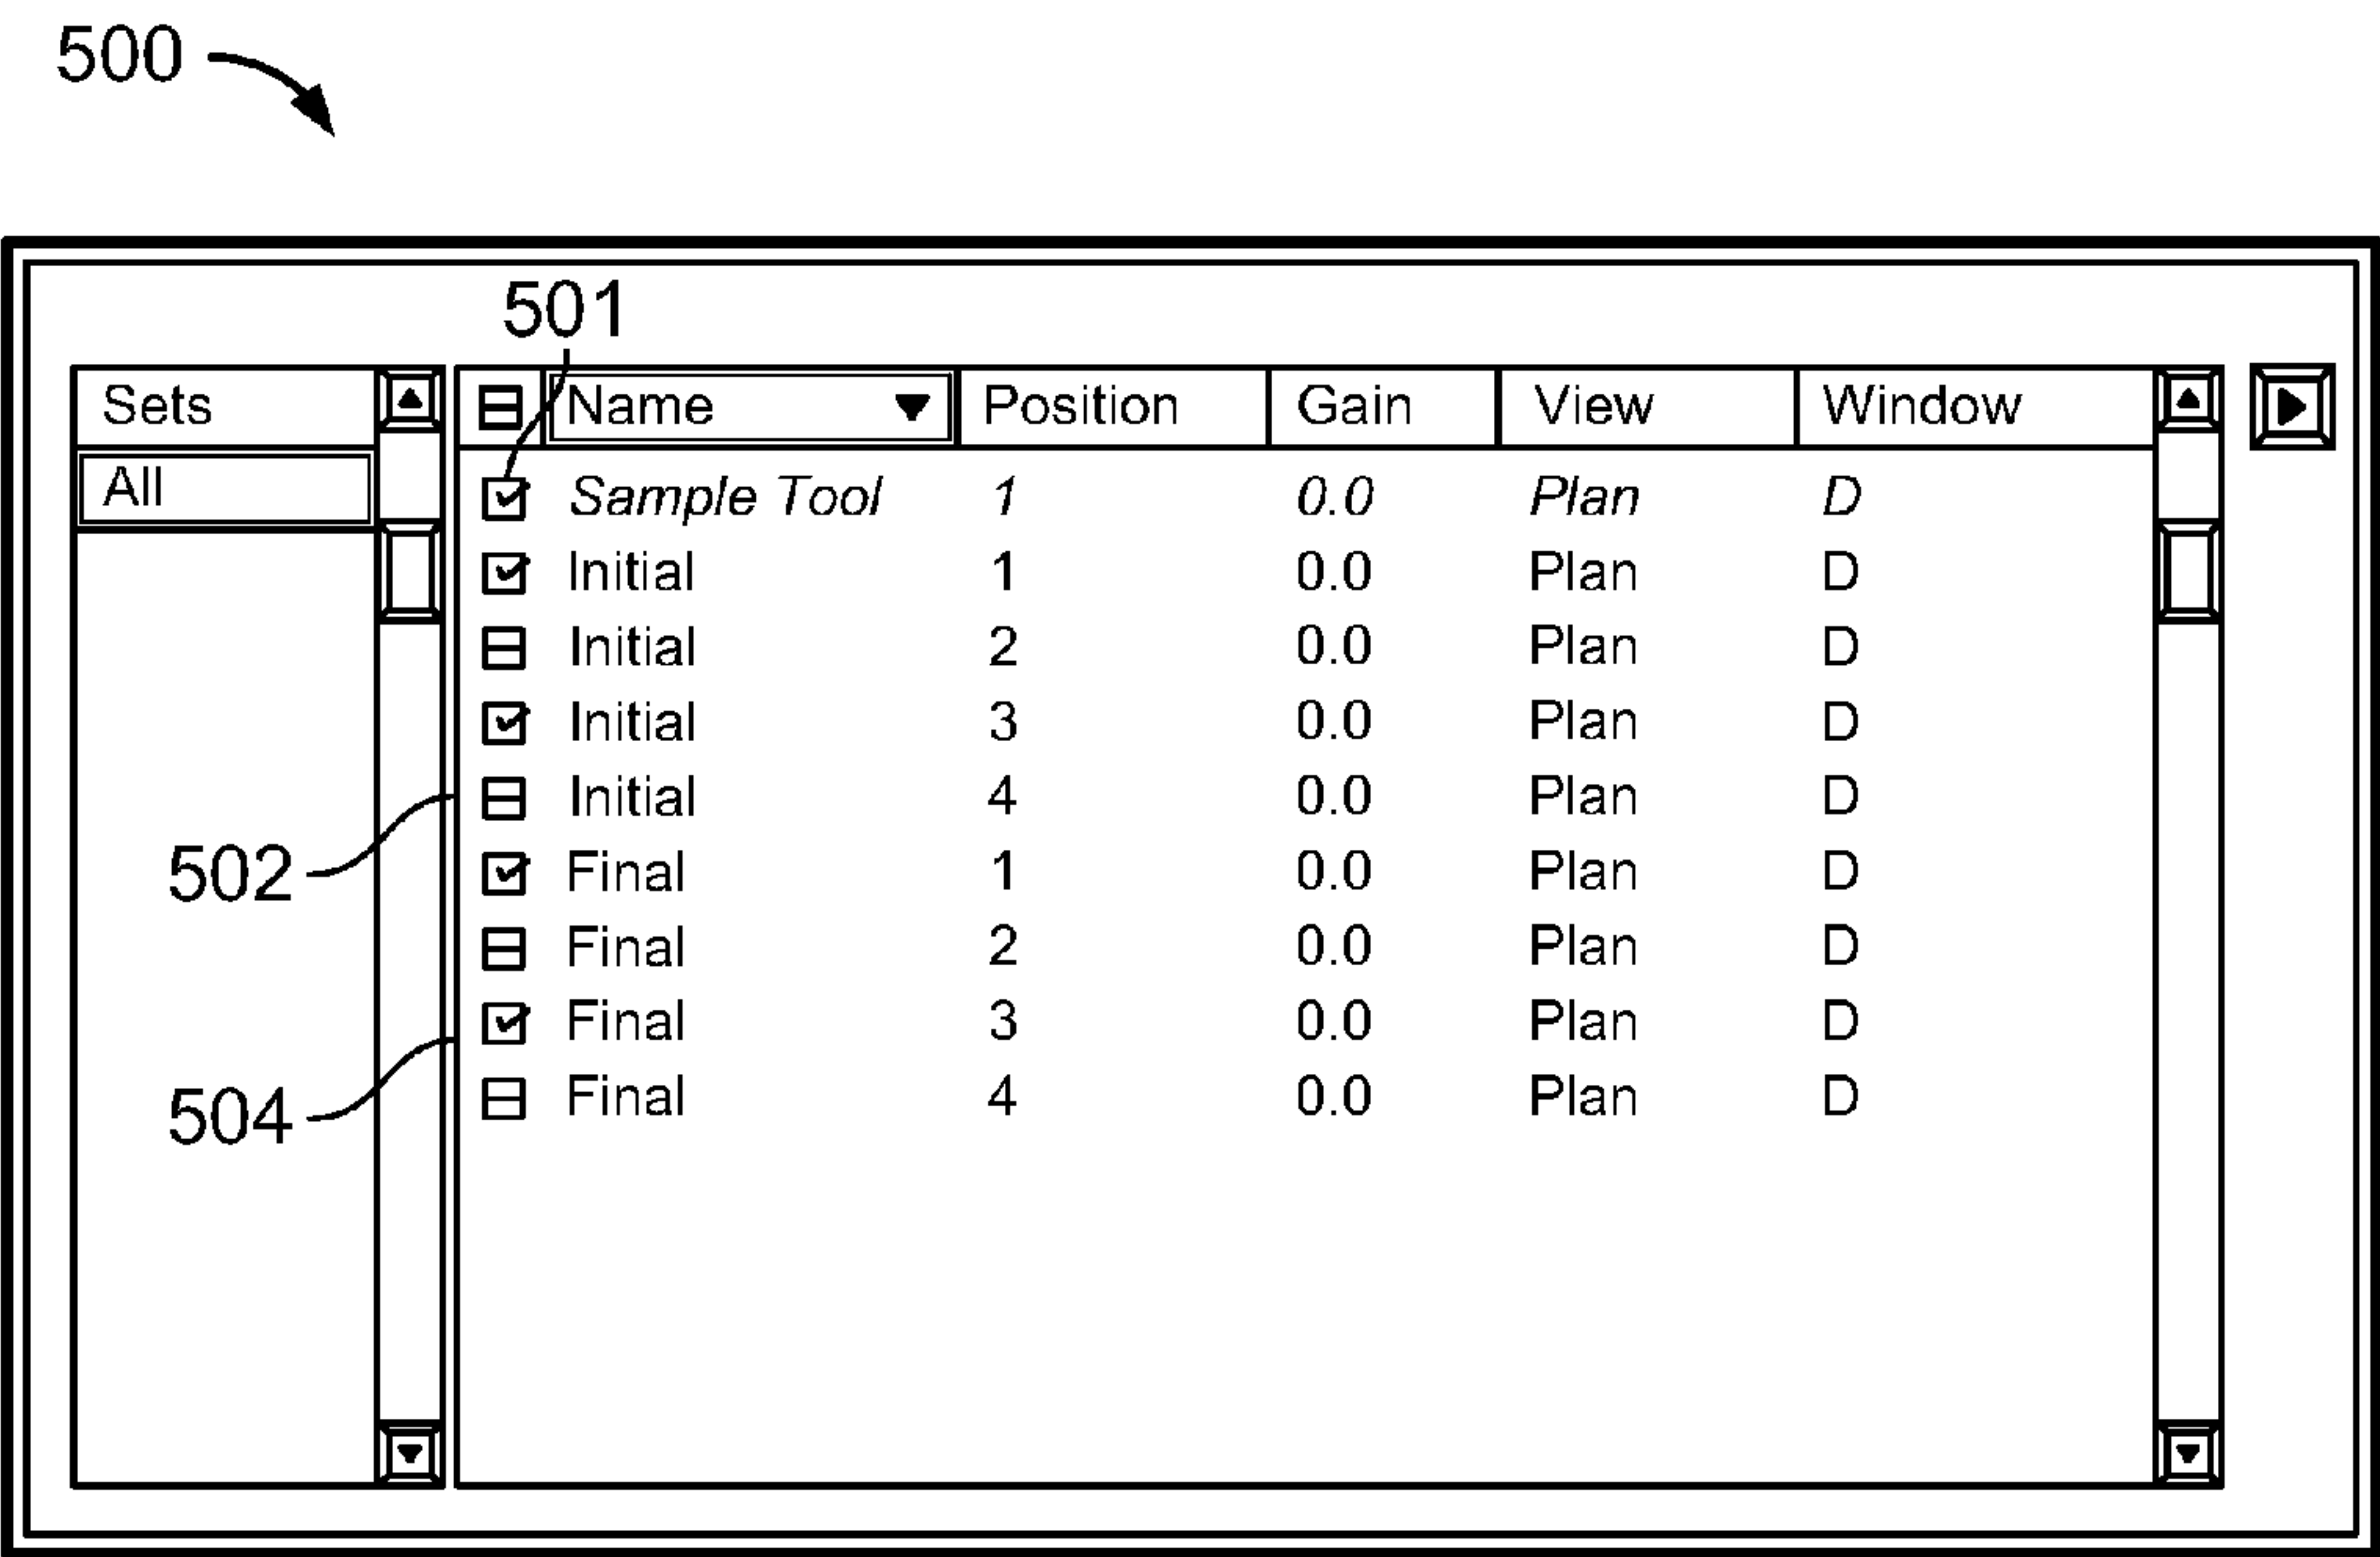 500
501
Sets Name Position Gain View Window
All
Sample Tool 1 0.0 Plan D
Initial 1 0.0 Plan D
Initial 2 0.0 Plan D
Initial 3 0.0 Plan D
Initial 4 0.0 Plan D
502
Final 1 0.0 Plan D
Final 2 0.0 Plan D
Final 3 0.0 Plan D
504
Final 4 0.0 Plan D